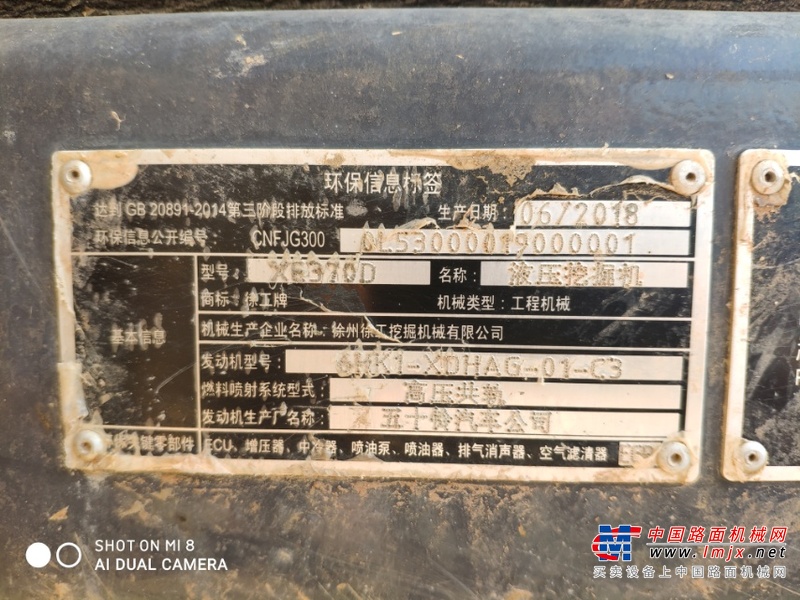 环保信息标签
达到 GB 20891-2014第三阶段排放标准 生产日期: 06/2018
环保信息公开编号: CNFJG300 0L53000019000001
型号: XE370D 名称: 液压挖掘机
商标: 徐工牌 机械类型: 工程机械
基本信息
机械生产企业名称: 徐州徐工挖掘机械有限公司
发动机型号: 6HK1-XDHAG-01-C3
燃料喷射系统型式: 高压共轨
发动机生产厂名称: 五十铃汽车公司
关键零部件 ECU、增压器、中冷器、喷油泵、喷油器、排气消声器、空气滤清器
SHOT ON MI 8
AI DUAL CAMERA
中国路面机械网
www.lmjx.net
买卖设备上中国路面机械网